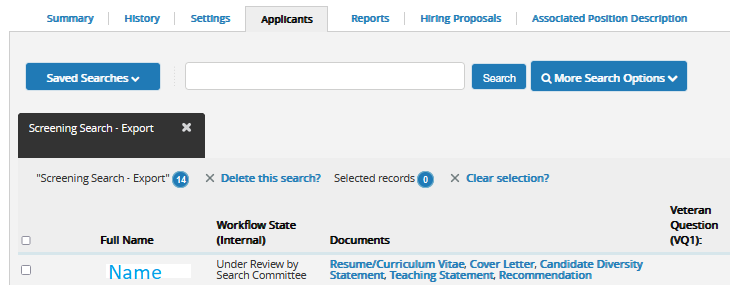 Summary History Settings Applicants Reports Hiring Proposals Associated Position Description
Saved Searches Search More Search Options
Screening Search - Export ×
"Screening Search - Export" 14 × Delete this search? Selected records 0 × Clear selection?
Veteran
Workflow State Question
Full Name (Internal) Documents (VQ1):
Under Review by Resume/Curriculum Vitae, Cover Letter, Candidate Diversity
Name Search Committee Statement, Teaching Statement, Recommendation